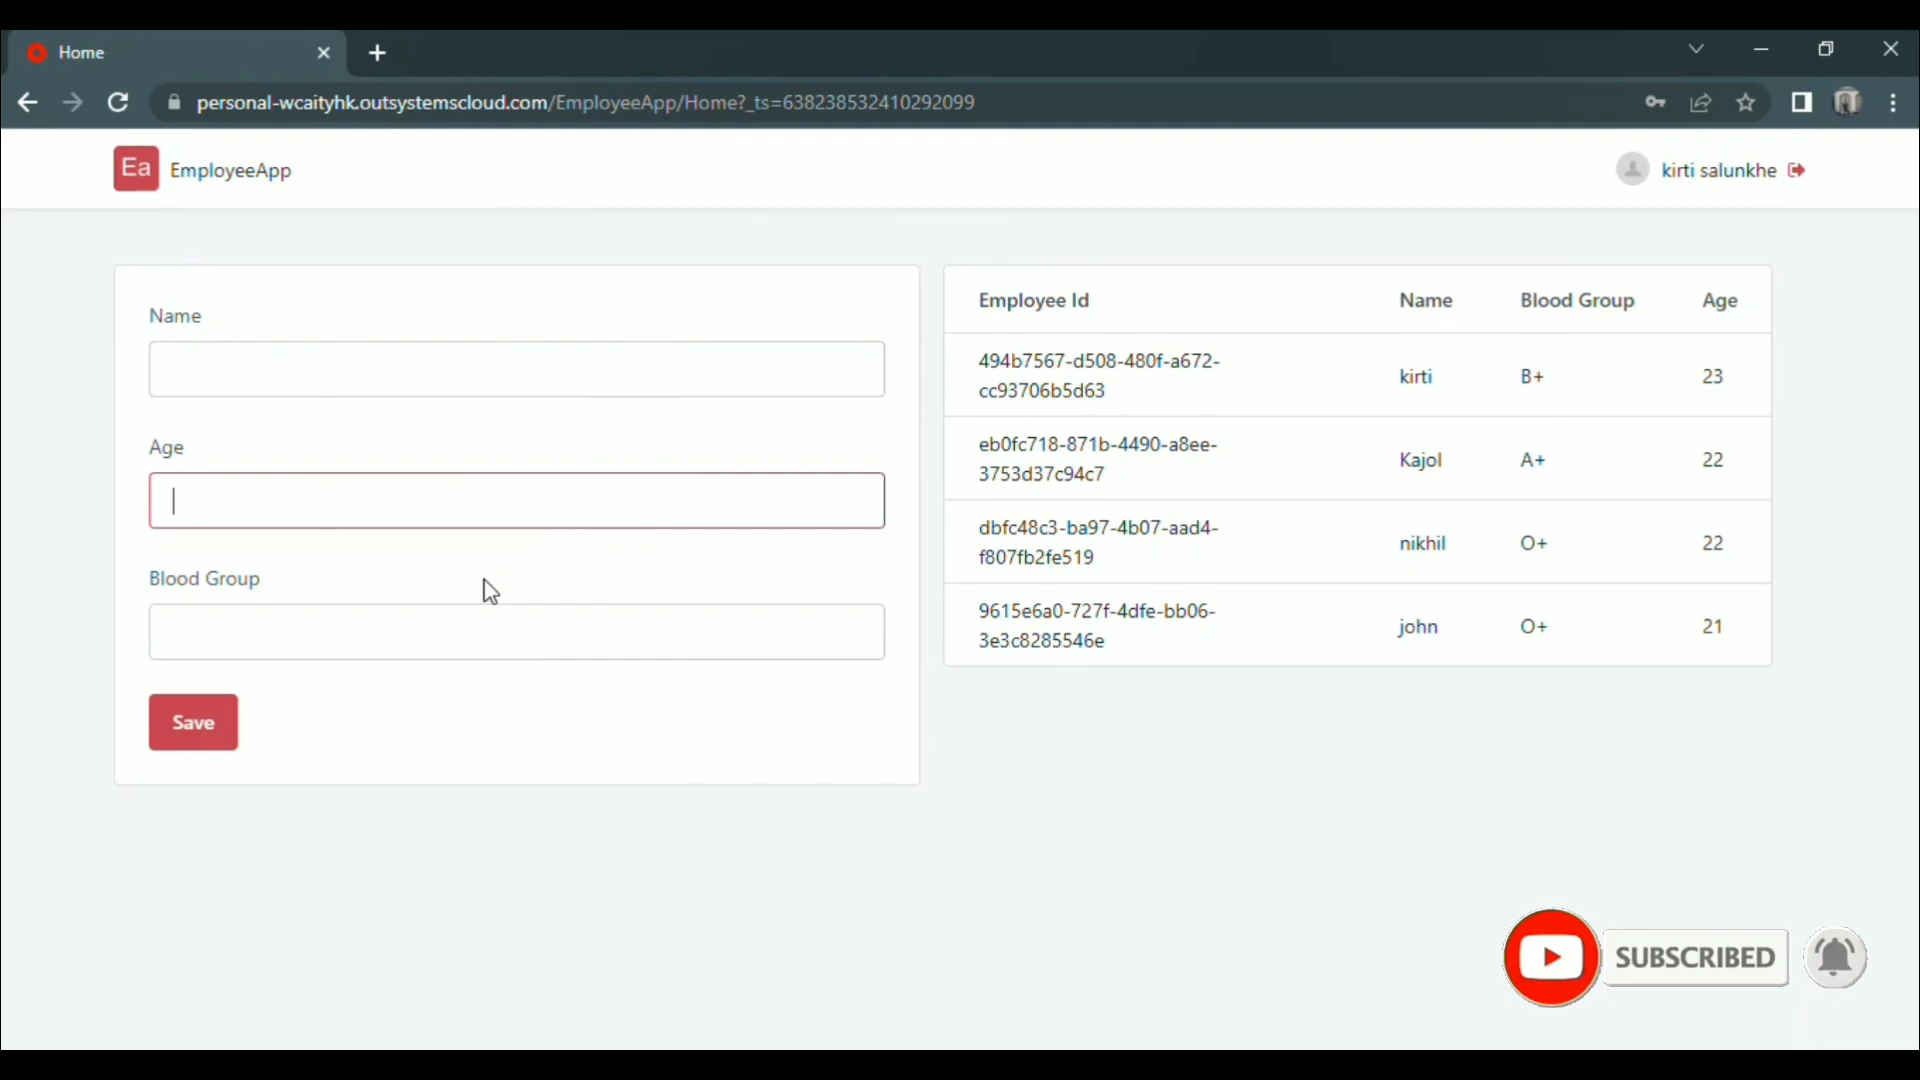 Home
personal-wcaityhk.outsystemscloud.com/EmployeeApp/Home?_ts=638238532410292099
Ea EmployeeApp
kirti salunkhe
Name
Age
Blood Group
Save
Employee Id Name Blood Group Age
494b7567-d508-480f-a672-
cc93706b5d63 kirti B+ 23
eb0fc718-871b-4490-a8ee-
3753d37c94c7 Kajol A+ 22
dbfc48c3-ba97-4b07-aad4-
f807fb2fe519 nikhil O+ 22
9615e6a0-727f-4dfe-bb06-
3e3c8285546e john O+ 21
SUBSCRIBED